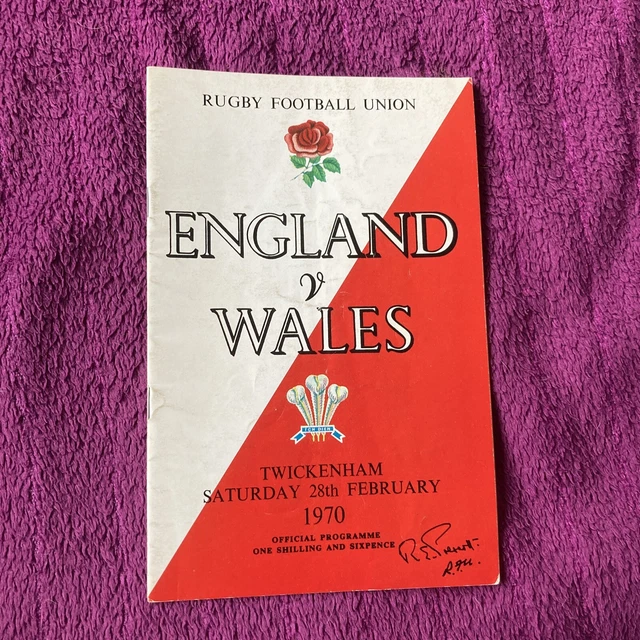 RUGBY FOOTBALL UNION
ENGLAND
v
WALES
ICH DIEN
TWICKENHAM
SATURDAY 28th FEBRUARY
1970
OFFICIAL PROGRAMME
ONE SHILLING AND SIXPENCE